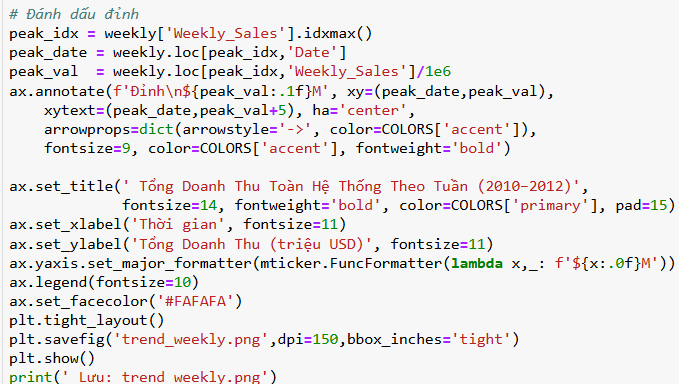 # Đánh dấu đỉnh
peak_idx = weekly['Weekly_Sales'].idxmax()
peak_date = weekly.loc[peak_idx,'Date']
peak_val  = weekly.loc[peak_idx,'Weekly_Sales']/1e6
ax.annotate(f'Đỉnh\n${peak_val:.1f}M', xy=(peak_date,peak_val),
    xytext=(peak_date,peak_val+5), ha='center',
    arrowprops=dict(arrowstyle='->', color=COLORS['accent']),
    fontsize=9, color=COLORS['accent'], fontweight='bold')

ax.set_title(' Tổng Doanh Thu Toàn Hệ Thống Theo Tuần (2010–2012)',
             fontsize=14, fontweight='bold', color=COLORS['primary'], pad=15)
ax.set_xlabel('Thời gian', fontsize=11)
ax.set_ylabel('Tổng Doanh Thu (triệu USD)', fontsize=11)
ax.yaxis.set_major_formatter(mticker.FuncFormatter(lambda x,_: f'${x:.0f}M'))
ax.legend(fontsize=10)
ax.set_facecolor('#FAFAFA')
plt.tight_layout()
plt.savefig('trend_weekly.png',dpi=150,bbox_inches='tight')
plt.show()
print(' Lưu: trend_weekly.png')